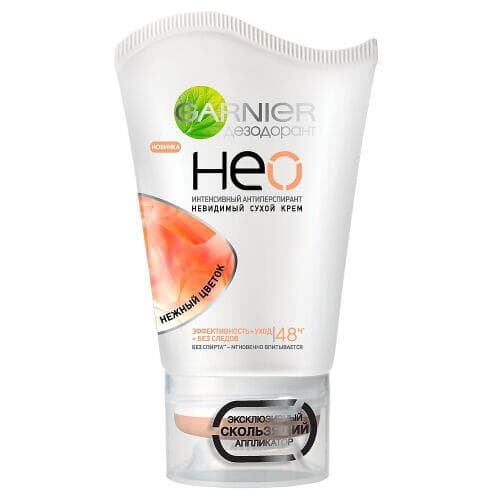 GARNIER
дезодорант
НОВИНКА
Нео
ИНТЕНСИВНЫЙ АНТИПЕРСПИРАНТ
НЕВИДИМЫЙ СУХОЙ КРЕМ
НЕЖНЫЙ ЦВЕТОК
ЭФФЕКТИВНОСТЬ+УХОД
= БЕЗ СЛЕДОВ
48Ч*
БЕЗ СПИРТА** – МГНОВЕННО ВПИТЫВАЕТСЯ
ЭКСКЛЮЗИВНЫЙ
СКОЛЬЗЯЩИЙ
АППЛИКАТОР